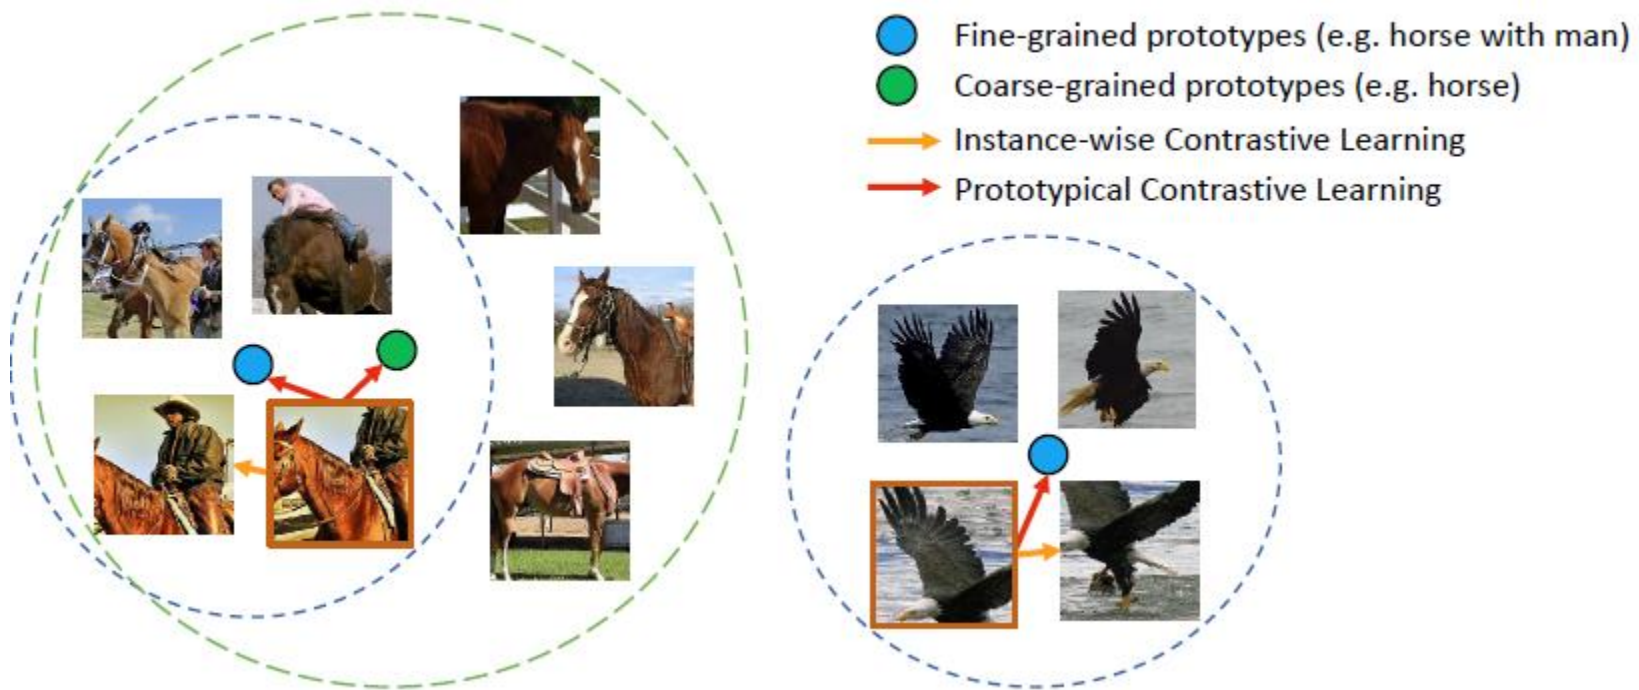 Fine-grained prototypes (e.g. horse with man)
Coarse-grained prototypes (e.g. horse)
Instance-wise Contrastive Learning
Prototypical Contrastive Learning